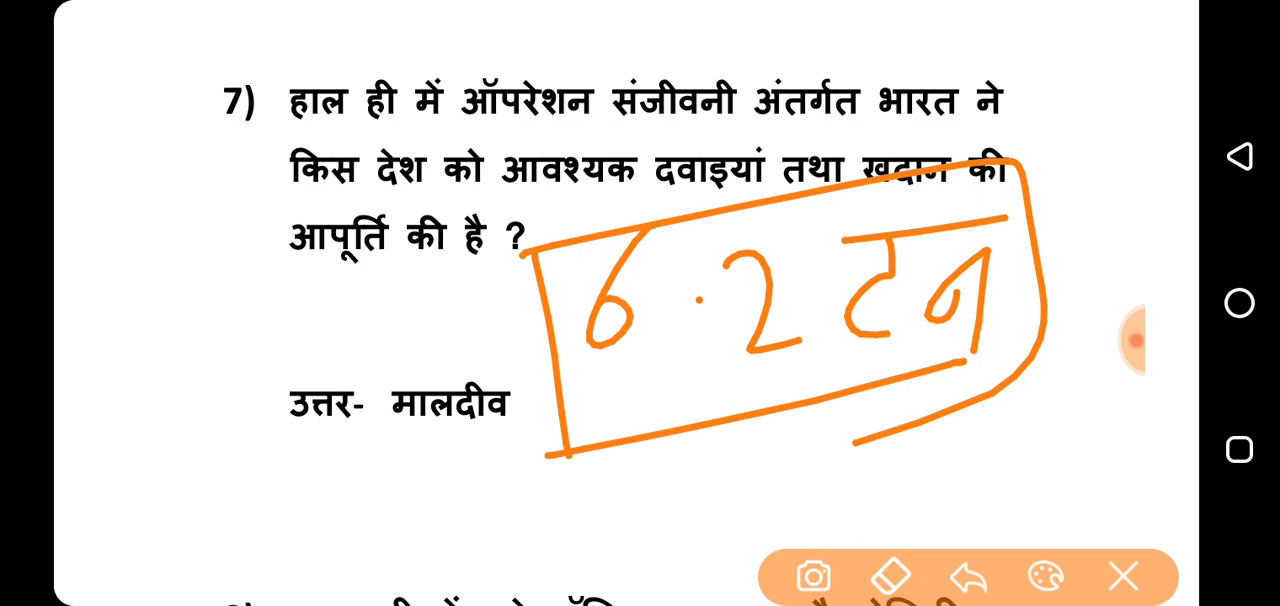 7) हाल ही में ऑपरेशन संजीवनी अंतर्गत भारत ने
किस देश को आवश्यक दवाइयां तथा खदान की
आपूर्ति की है ?
6.2 टन
उत्तर- मालदीव